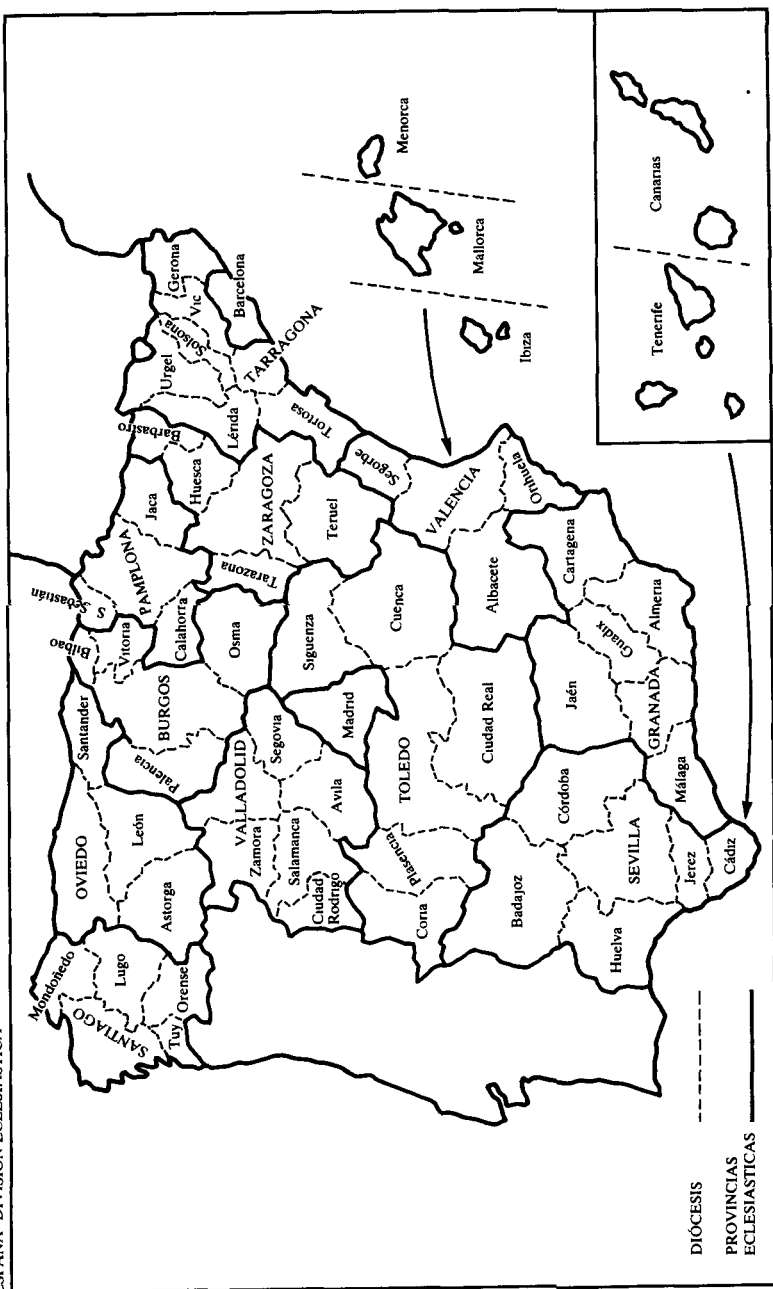 ESPAÑA DIVISIÓN ECLESIÁSTICA
Mondoñedo
SANTIAGO
Lugo
Tuy
Orense
OVIEDO
León
Astorga
Santander
Palencia
BURGOS
Bilbao
Vitoria
S. Sebastián
PAMPLONA
Calahorra
Osma
Jaca
Huesca
Barbastro
Tarazona
ZARAGOZA
Teruel
Urgel
Solsona
Vic
Gerona
Barcelona
Lérida
TARRAGONA
Tortosa
VALLADOLID
Zamora
Salamanca
Ciudad
Rodrigo
Segovia
Avila
Madrid
Siguenza
Cuenca
TOLEDO
Ciudad Real
Plasencia
Coria
Badajoz
Segorbe
VALENCIA
Orihuela
Albacete
Cartagena
Almería
Guadix
GRANADA
Jaén
Málaga
Córdoba
SEVILLA
Huelva
Jerez
Cádiz
Menorca
Mallorca
Ibiza
Canarias
Tenerife
DIÓCESIS
PROVINCIAS
ECLESIASTICAS